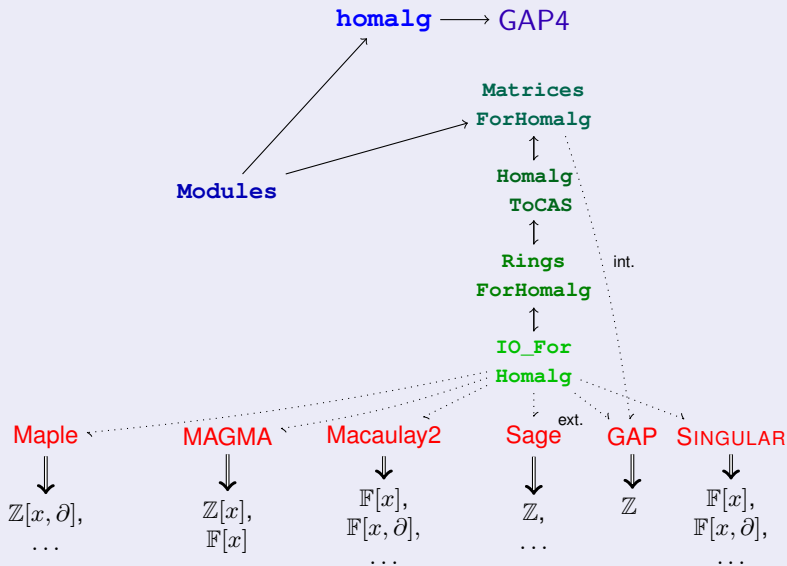 homalg GAP4
Matrices
ForHomalg
Modules
Homalg
ToCAS
Rings
ForHomalg
int.
IO_For
Homalg
ext.
Maple MAGMA Macaulay2 Sage GAP SINGULAR
ℤ[x, ∂], ℤ[x], 𝔽[x], ℤ, ℤ 𝔽[x],
... 𝔽[x] 𝔽[x, ∂], ... 𝔽[x, ∂],
... ...